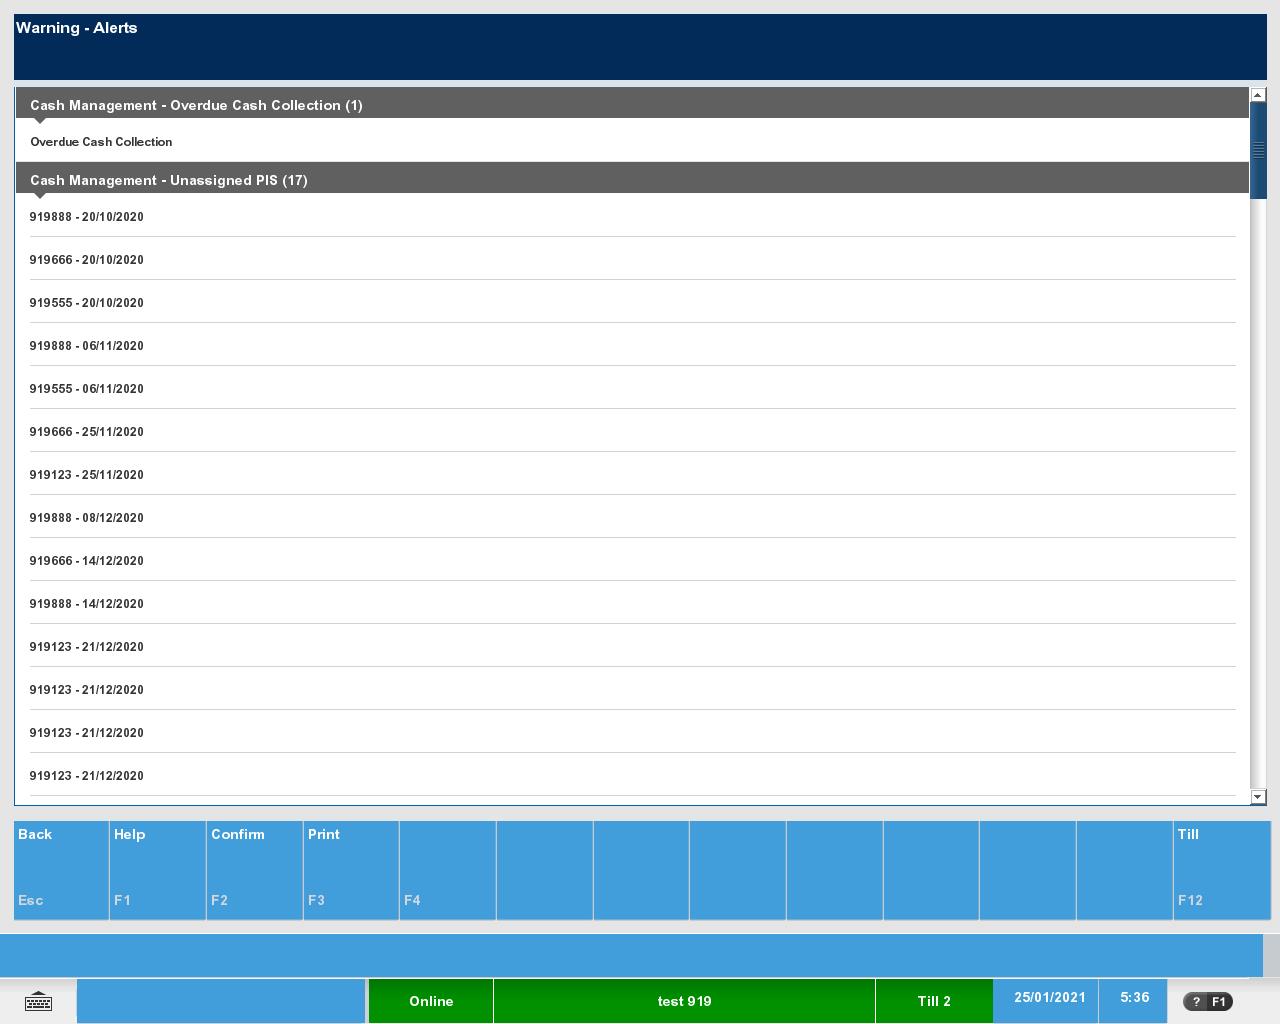 Warning - Alerts
Cash Management - Overdue Cash Collection (1)
Overdue Cash Collection
Cash Management - Unassigned PIS (17)
919888 - 20/10/2020
919666 - 20/10/2020
919555 - 20/10/2020
919888 - 06/11/2020
919555 - 06/11/2020
919666 - 25/11/2020
919123 - 25/11/2020
919888 - 08/12/2020
919666 - 14/12/2020
919888 - 14/12/2020
919123 - 21/12/2020
919123 - 21/12/2020
919123 - 21/12/2020
919123 - 21/12/2020
Back Help Confirm Print Till
Esc F1 F2 F3 F4 F12
Online test 919 Till 2 25/01/2021 5:36 ? F1